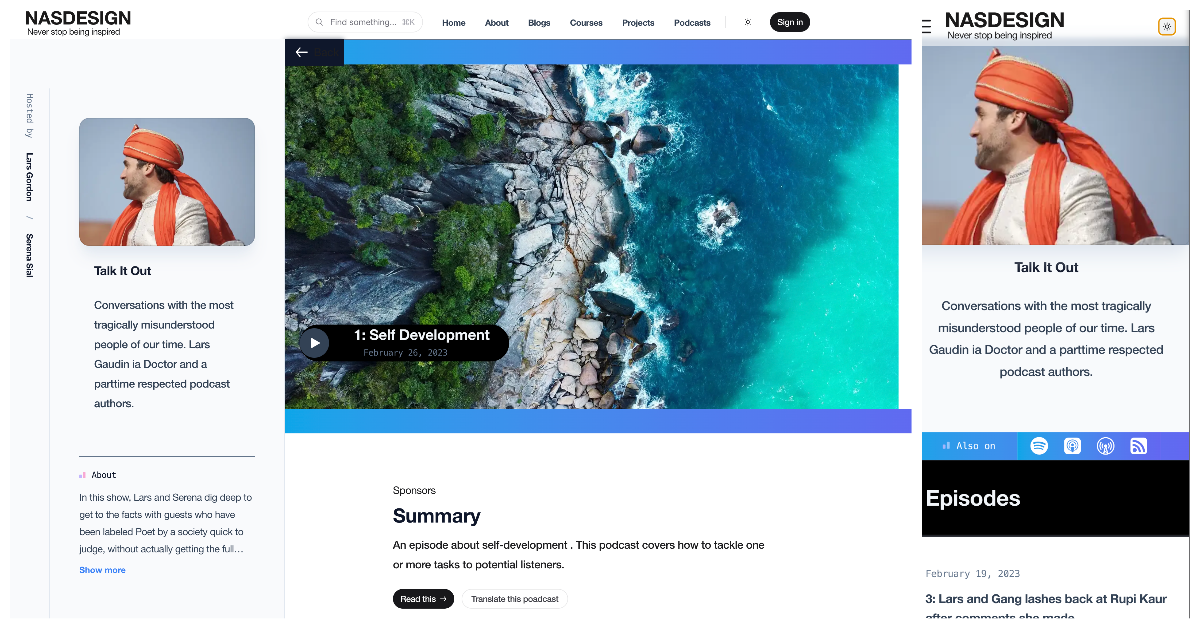 NASDESIGN
Never stop being inspired
Find something... ⌘K
Home
About
Blogs
Courses
Projects
Podcasts
Sign in
Hosted by Lars Gordon / Serena Sial
Talk It Out
Conversations with the most
tragically misunderstood
people of our time. Lars
Gaudin ia Doctor and a
parttime respected podcast
authors.
About
In this show, Lars and Serena dig deep to
get to the facts with guests who have
been labeled Poet by a society quick to
judge, without actually getting the full…
Show more
1: Self Development
February 26, 2023
Sponsors
Summary
An episode about self-development . This podcast covers how to tackle one
or more tasks to potential listeners.
Read this →
Translate this poadcast
NASDESIGN
Never stop being inspired
Talk It Out
Conversations with the most tragically
misunderstood people of our time. Lars
Gaudin ia Doctor and a parttime respected
podcast authors.
Also on
Episodes
February 19, 2023
3: Lars and Gang lashes back at Rupi Kaur
after comments she made